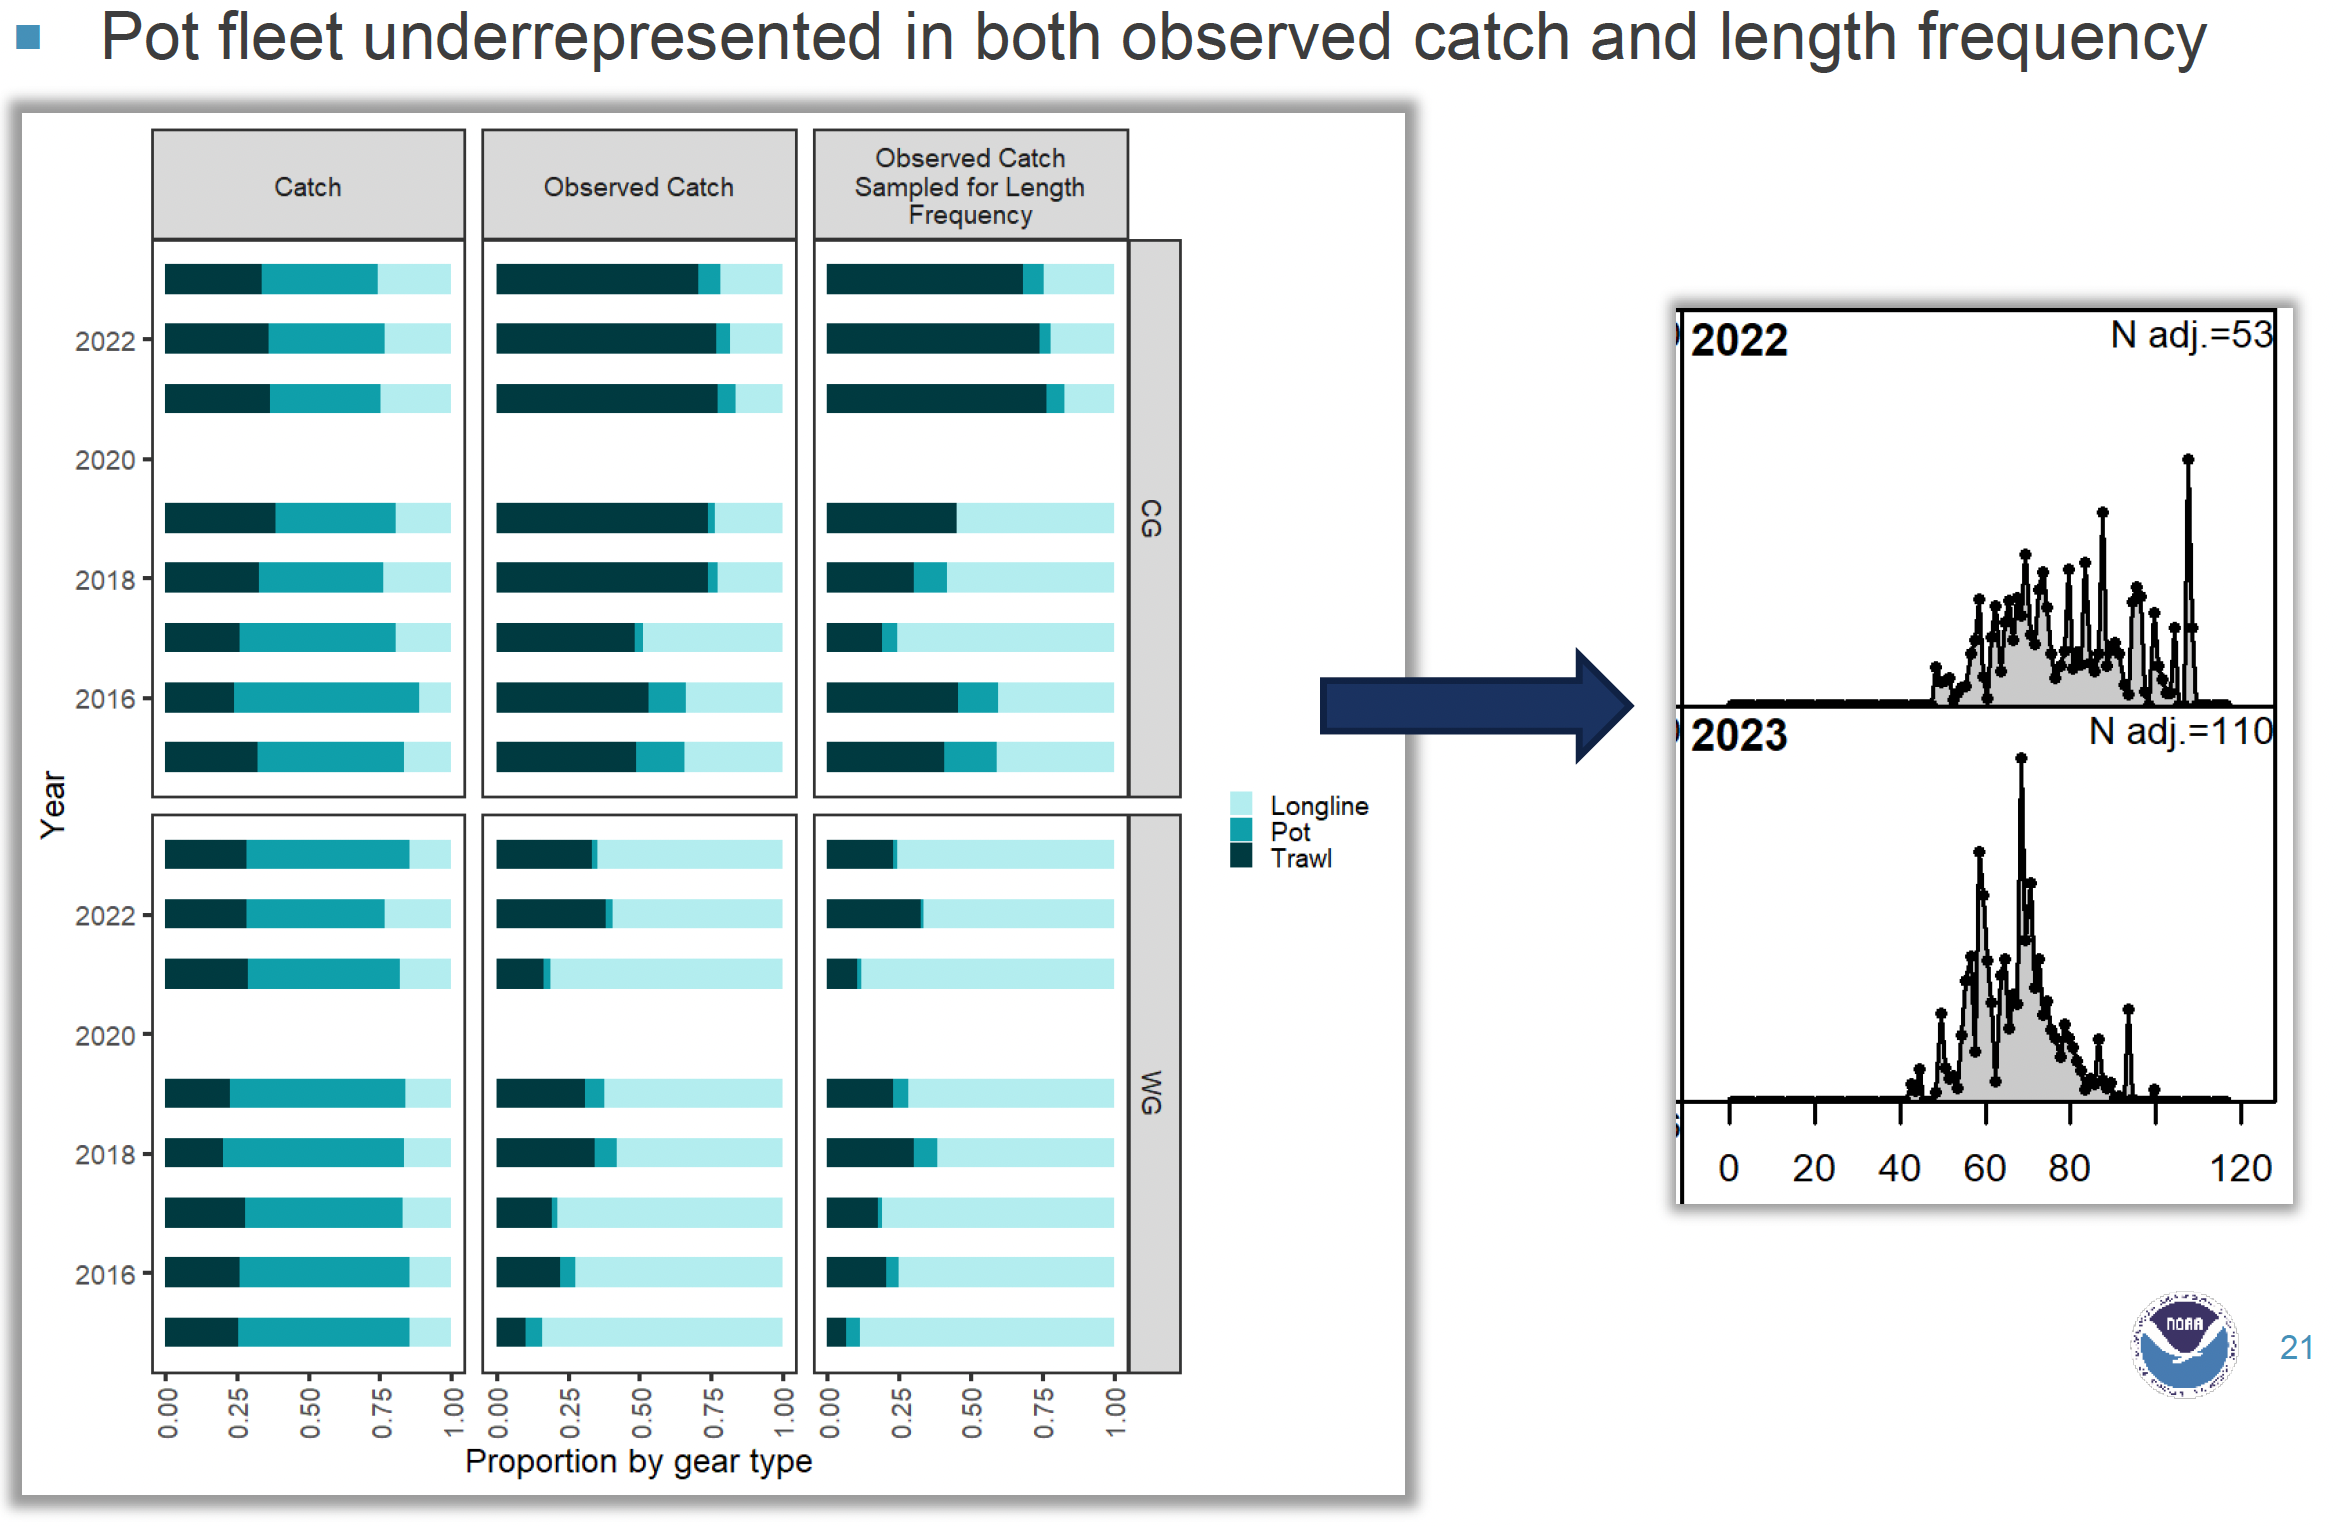 Pot fleet underrepresented in both observed catch and length frequency
Catch
Observed Catch
Observed Catch
Sampled for Length
Frequency
2022
2020
2018
2016
CG
Year
2022
2020
2018
2016
WG
0.00 0.25 0.50 0.75 1.00
0.00 0.25 0.50 0.75 1.00
0.00 0.25 0.50 0.75 1.00
Proportion by gear type
Longline
Pot
Trawl
2022 N adj.=53
2023 N adj.=110
0 20 40 60 80 120
NOAA
21